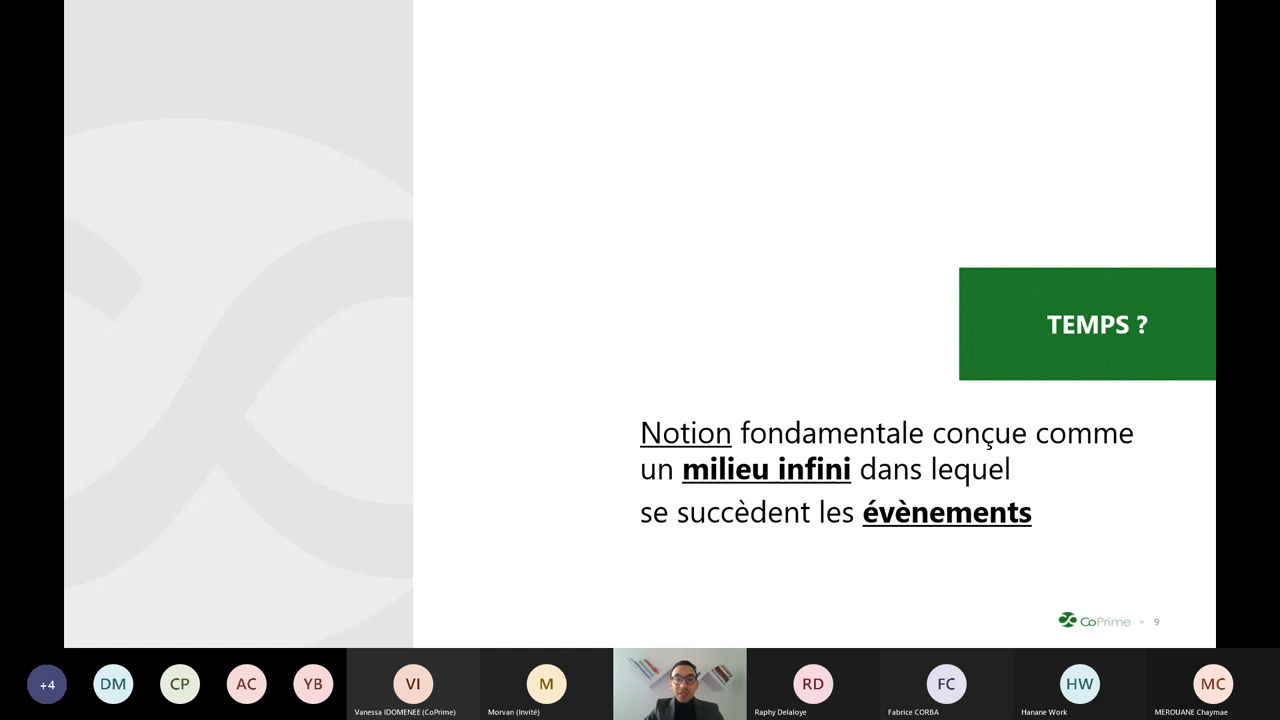 TEMPS ?
Notion fondamentale conçue comme
un milieu infini dans lequel
se succèdent les évènements
CoPrime
9
+4
DM
CP
AC
YB
VI
Vanessa IDOMENEE (CoPrime)
M
Morvan (Invité)
RD
Raphy Delaloye
FC
Fabrice CORBA
HW
Hanane Work
MC
MEROUANE Chaymae